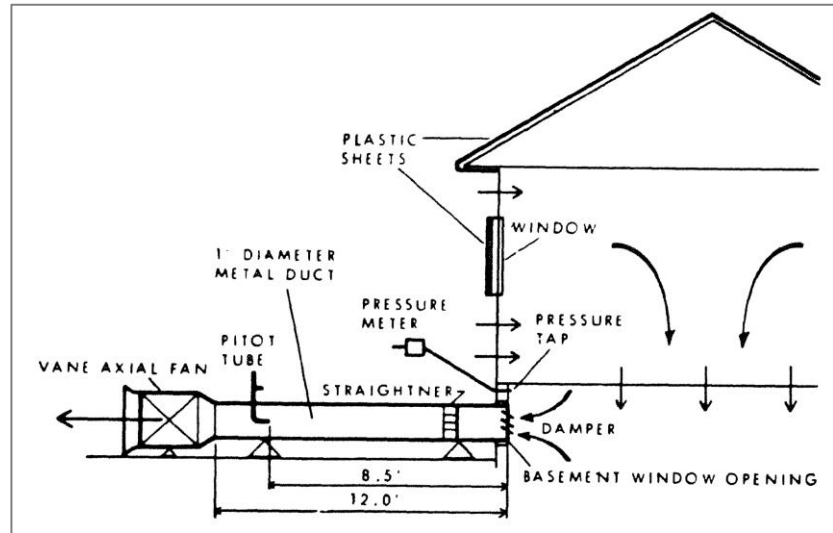 PLASTIC
SHEETS
WINDOW
1' DIAMETER
METAL DUCT
PRESSURE
METER
PRESSURE
TAP
PITOT
TUBE
VANE AXIAL FAN
STRAIGHTNER
DAMPER
8.5'
BASEMENT WINDOW OPENING
12.0'